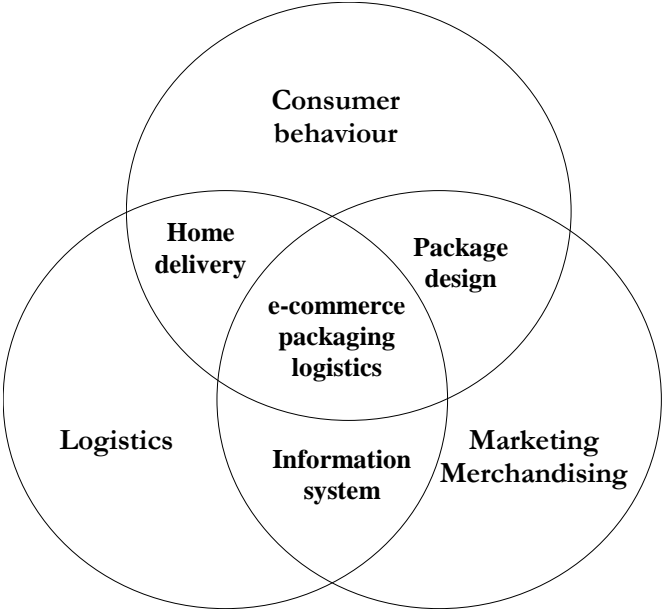 Consumer
behaviour
Home
delivery
Package
design
e-commerce
packaging
logistics
Logistics
Information
system
Marketing
Merchandising